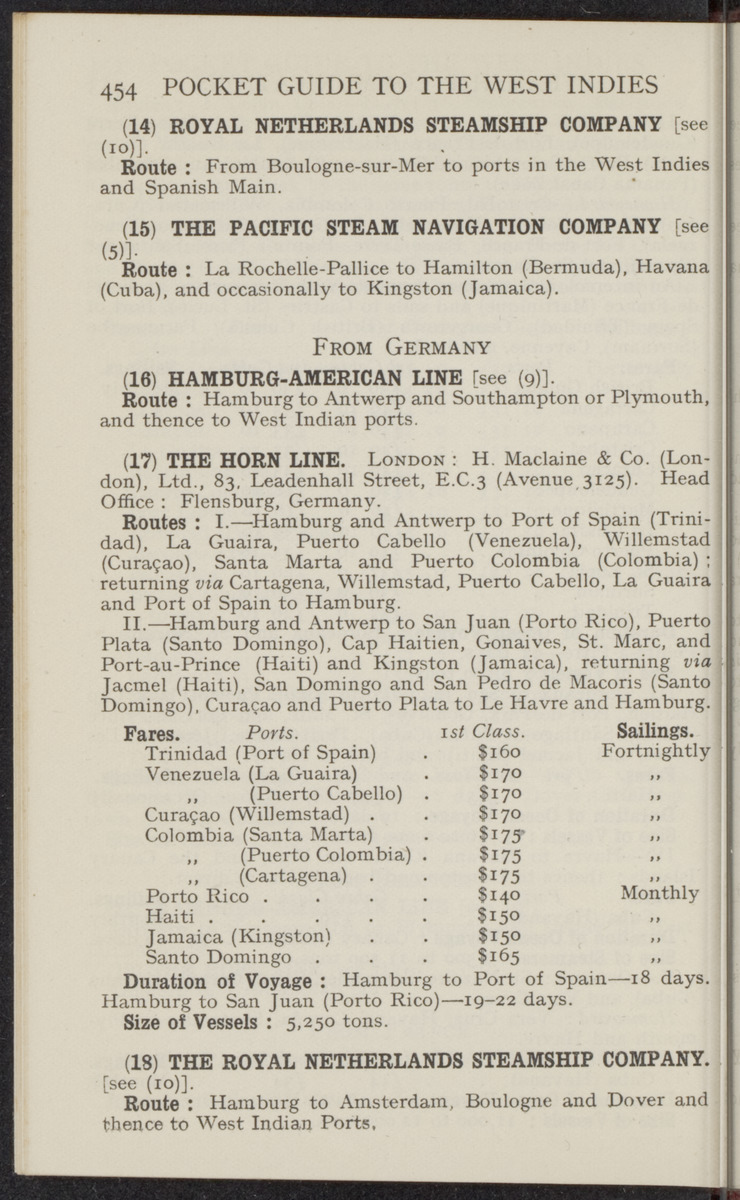 454 POCKET GUIDE TO THE WEST INDIES
(14) ROYAL NETHERLANDS STEAMSHIP COMPANY [see
(10)].
Route : From Boulogne-sur-Mer to ports in the West Indies
and Spanish Main.
(15) THE PACIFIC STEAM NAVIGATION COMPANY [see
(5)].
Route : La Rochelle-Pallice to Hamilton (Bermuda), Havana
(Cuba), and occasionally to Kingston (Jamaica).
FROM GERMANY
(16) HAMBURG-AMERICAN LINE [see (9)].
Route : Hamburg to Antwerp and Southampton or Plymouth,
and thence to West Indian ports.
(17) THE HORN LINE. LONDON : H. Maclaine & Co. (Lon-
don), Ltd., 83, Leadenhall Street, E.C.3 (Avenue 3125). Head
Office : Flensburg, Germany.
Routes : I.—Hamburg and Antwerp to Port of Spain (Trini-
dad), La Guaira, Puerto Cabello (Venezuela), Willemstad
(Curaçao), Santa Marta and Puerto Colombia (Colombia) ;
returning via Cartagena, Willemstad, Puerto Cabello, La Guaira
and Port of Spain to Hamburg.
II.—Hamburg and Antwerp to San Juan (Porto Rico), Puerto
Plata (Santo Domingo), Cap Haitien, Gonaives, St. Marc, and
Port-au-Prince (Haiti) and Kingston (Jamaica), returning via
Jacmel (Haiti), San Domingo and San Pedro de Macoris (Santo
Domingo), Curaçao and Puerto Plata to Le Havre and Hamburg.
Fares. Ports. 1st Class. Sailings.
Trinidad (Port of Spain) . $160 Fortnightly
Venezuela (La Guaira) . $170 ,,
,, (Puerto Cabello) . $170 ,,
Curaçao (Willemstad) . . $170 ,,
Colombia (Santa Marta) . $175 ,,
,, (Puerto Colombia) . $175 ,,
,, (Cartagena) . . $175 ,,
Porto Rico . . . . $140 Monthly
Haiti . . . . . $150 ,,
Jamaica (Kingston) . . $150 ,,
Santo Domingo . . . $165 ,,
Duration of Voyage : Hamburg to Port of Spain—18 days.
Hamburg to San Juan (Porto Rico)—19–22 days.
Size of Vessels : 5,250 tons.
(18) THE ROYAL NETHERLANDS STEAMSHIP COMPANY.
[see (10)].
Route : Hamburg to Amsterdam, Boulogne and Dover and
thence to West Indian Ports.